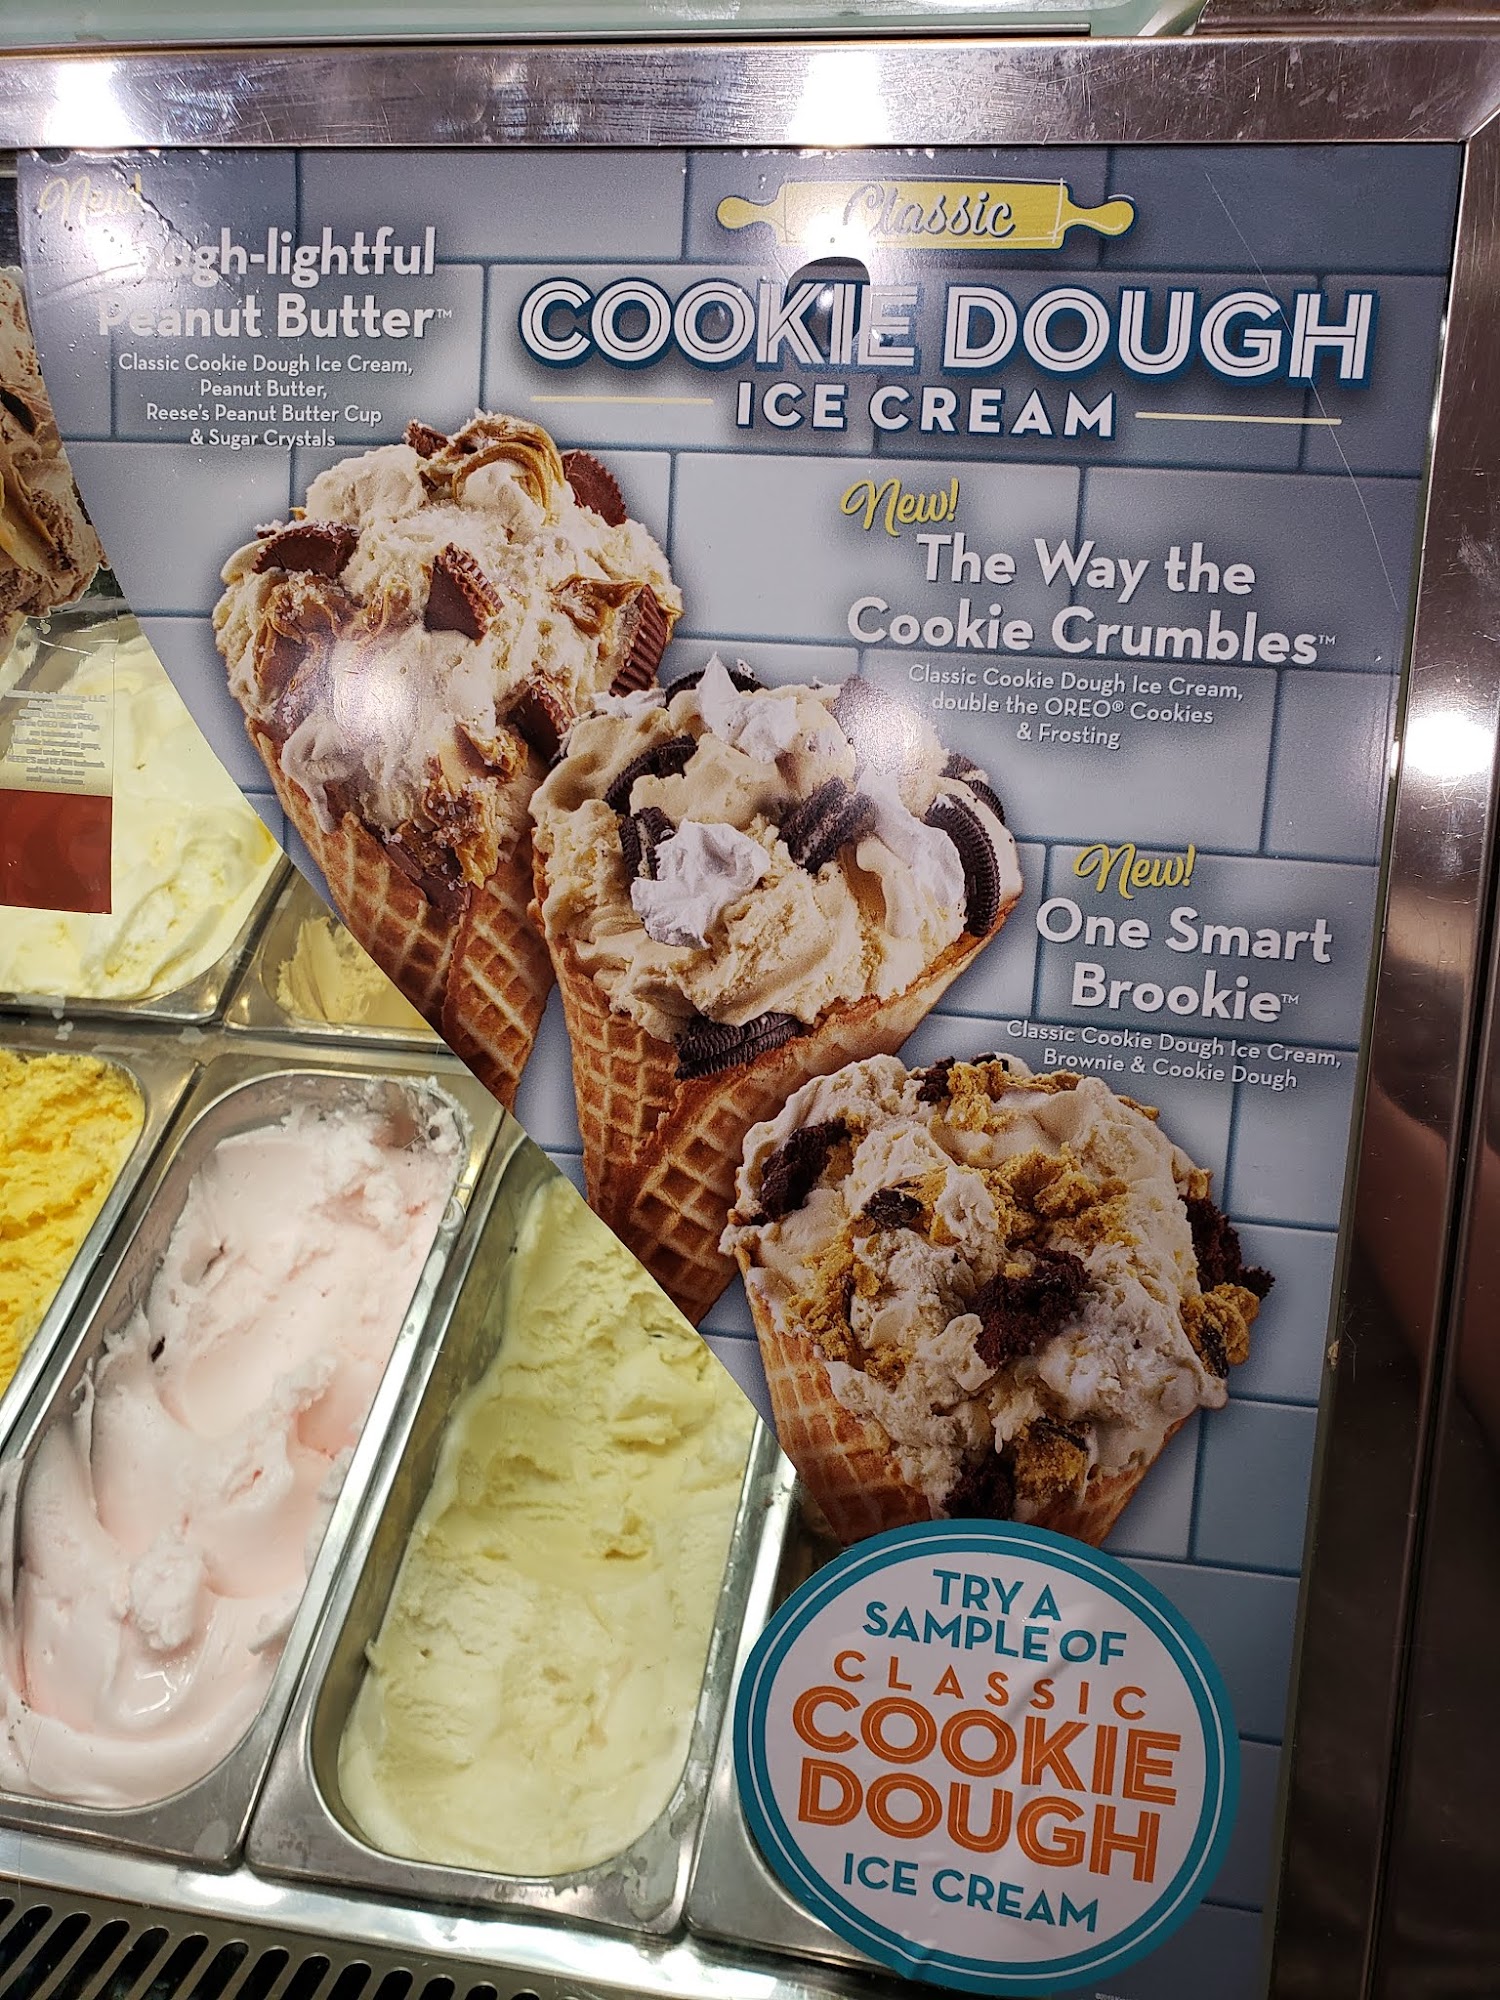 New!
Dough-lightful
Peanut Butter™
Classic Cookie Dough Ice Cream,
Peanut Butter,
Reese's Peanut Butter Cup
& Sugar Crystals
Classic
COOKIE DOUGH
ICE CREAM
New!
The Way the
Cookie Crumbles™
Classic Cookie Dough Ice Cream,
double the OREO® Cookies
& Frosting
New!
One Smart
Brookie™
Classic Cookie Dough Ice Cream,
Brownie & Cookie Dough
TRY A
SAMPLE OF
CLASSIC
COOKIE
DOUGH
ICE CREAM